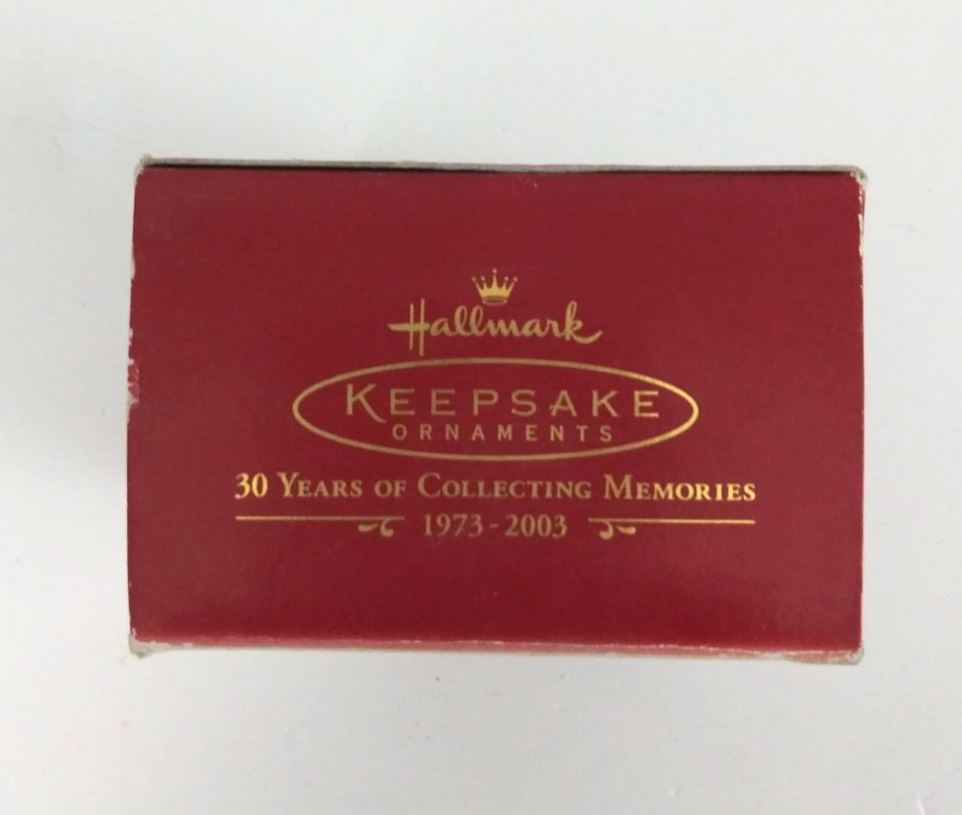 Hallmark
KEEPSAKE
ORNAMENTS
30 YEARS OF COLLECTING MEMORIES
1973-2003